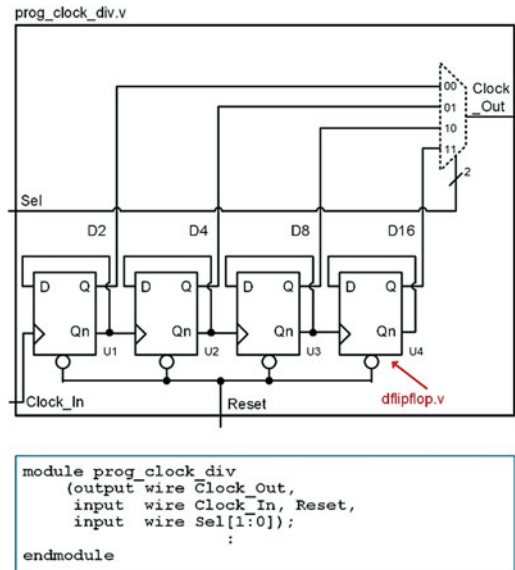 prog_clock_div.v
00
Clock
01
_Out
10
11
2
Sel
D2 D4 D8 D16
D Q D Q D Q D Q
Qn Qn Qn Qn
U1 U2 U3 U4
Clock_In
Reset
dflipflop.v
module prog_clock_div
(output wire Clock_Out,
input wire Clock_In, Reset,
input wire Sel[1:0]);
:
endmodule